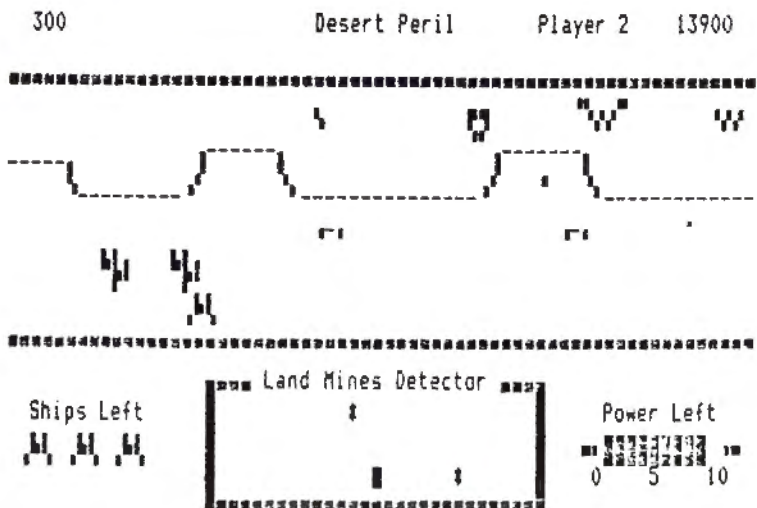 300 Desert Peril Player 2 13900
Land Mines Detector
Ships Left
Power Left
0 5 10